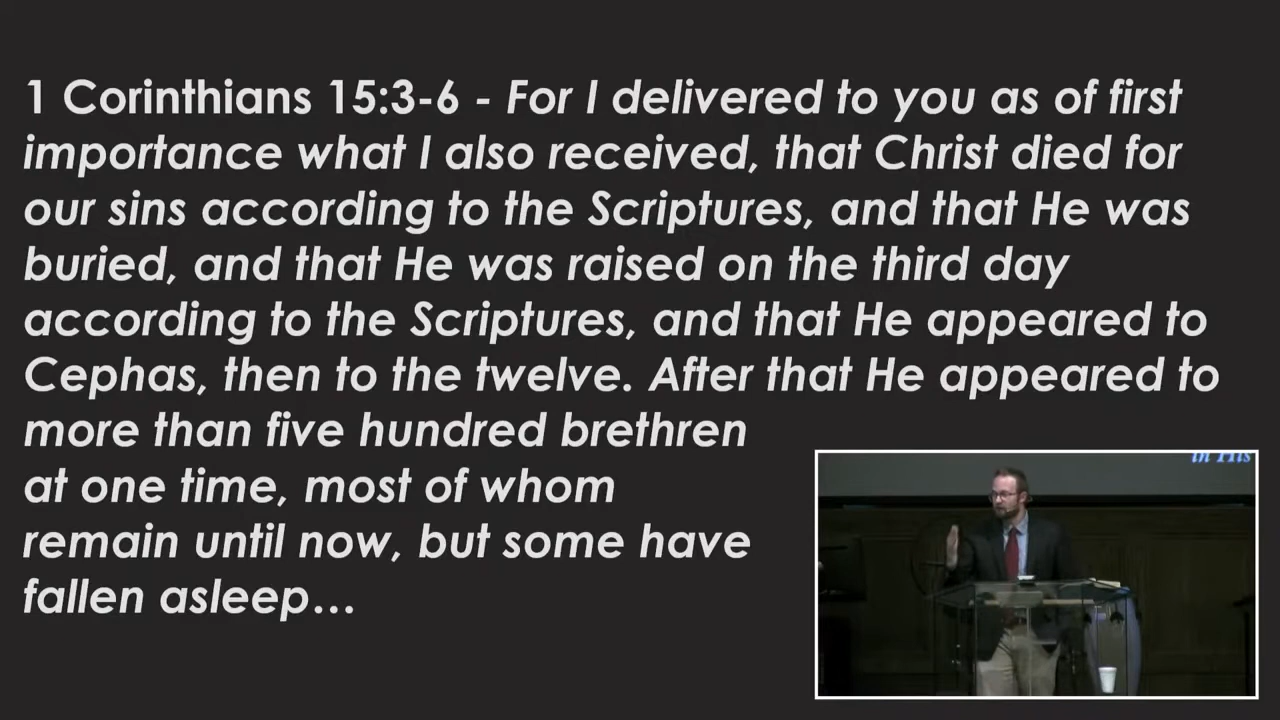 1 Corinthians 15:3-6 - For I delivered to you as of first
importance what I also received, that Christ died for
our sins according to the Scriptures, and that He was
buried, and that He was raised on the third day
according to the Scriptures, and that He appeared to
Cephas, then to the twelve. After that He appeared to
more than five hundred brethren
at one time, most of whom
remain until now, but some have
fallen asleep...
in His